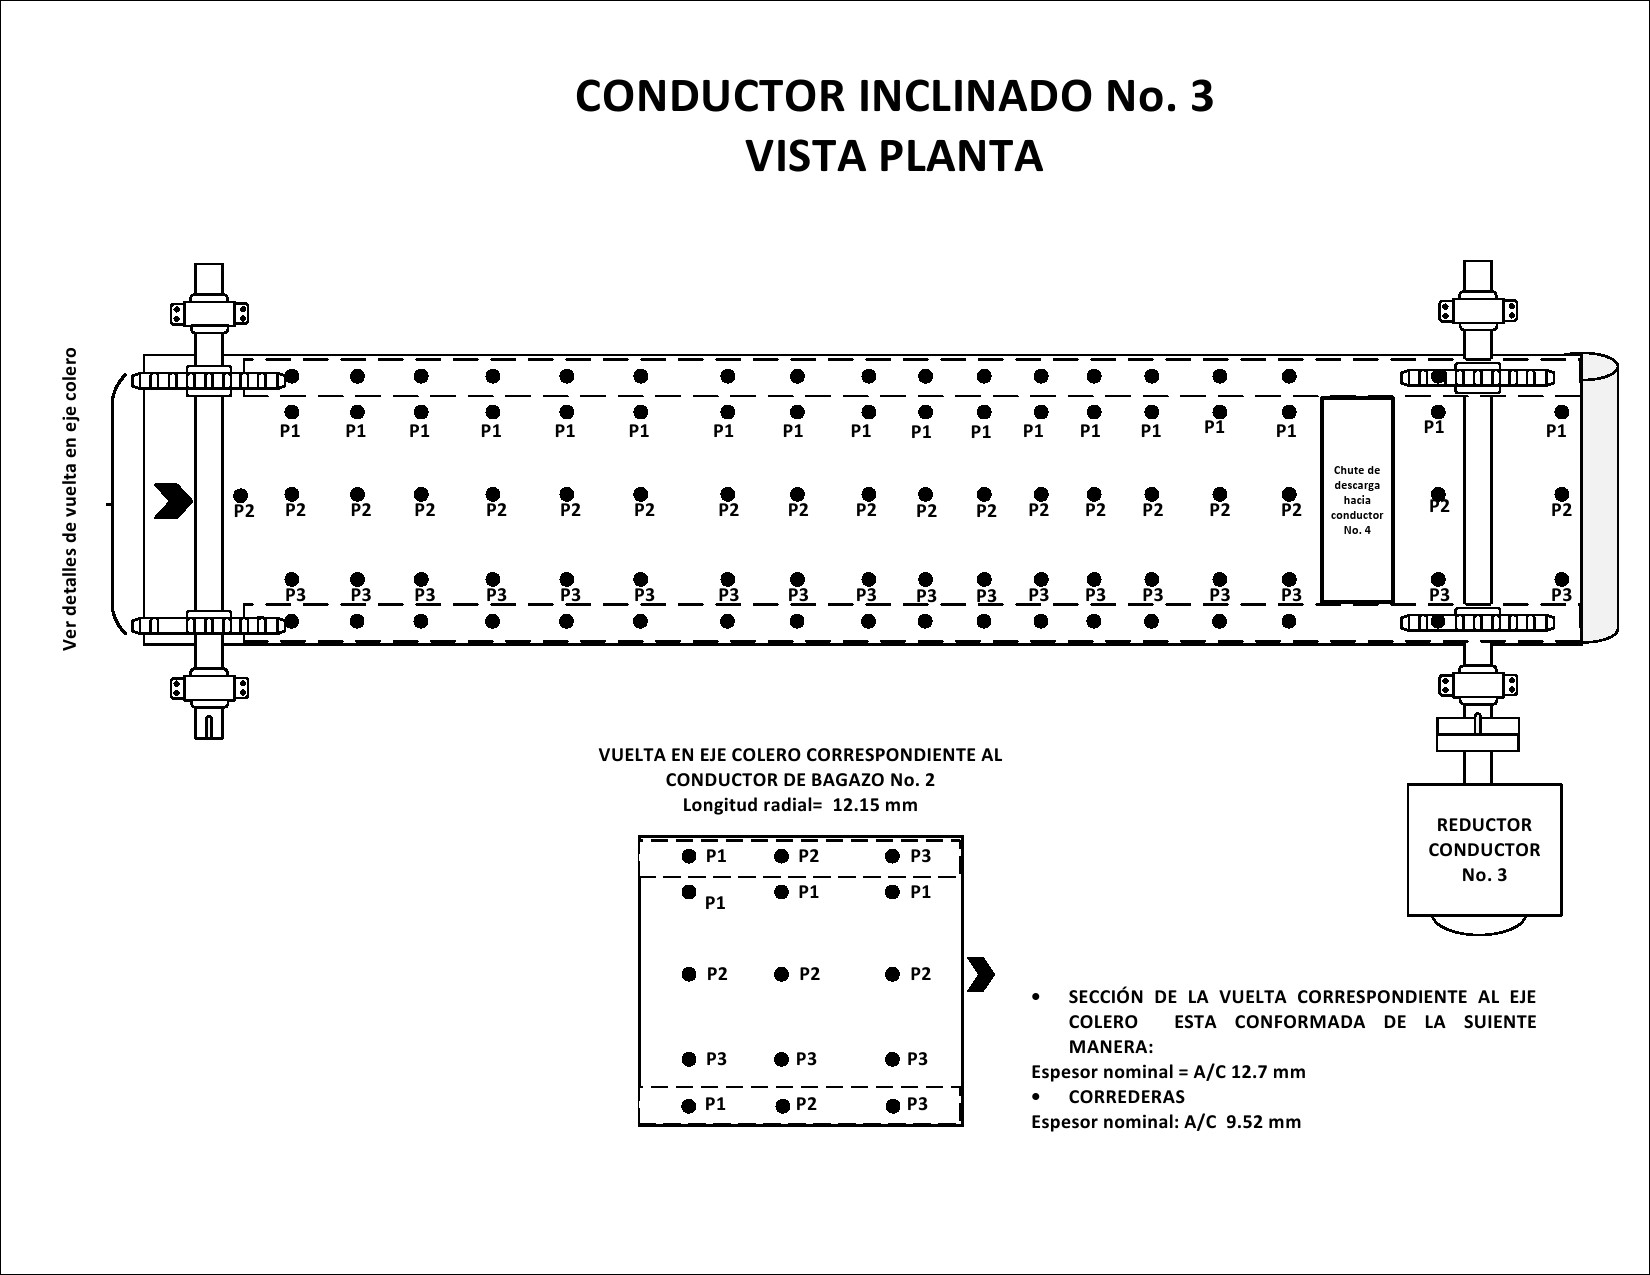 CONDUCTOR INCLINADO No. 3
VISTA PLANTA
Ver detalles de vuelta en eje colero
P1 P1 P1 P1 P1 P1 P1 P1 P1 P1 P1 P1 P1 P1 P1 P1 P1 P1
P2 P2 P2 P2 P2 P2 P2 P2 P2 P2 P2 P2 P2 P2 P2 P2 P2 P2 P2
P3 P3 P3 P3 P3 P3 P3 P3 P3 P3 P3 P3 P3 P3 P3 P3 P3 P3
Chute de
descarga
hacia
conductor
No. 4
VUELTA EN EJE COLERO CORRESPONDIENTE AL
CONDUCTOR DE BAGAZO No. 2
Longitud radial= 12.15 mm
P1 P2 P3
P1 P1 P1
P2 P2 P2
P3 P3 P3
P1 P2 P3
REDUCTOR
CONDUCTOR
No. 3
• SECCIÓN DE LA VUELTA CORRESPONDIENTE AL EJE
COLERO ESTA CONFORMADA DE LA SUIENTE
MANERA:
Espesor nominal = A/C 12.7 mm
• CORREDERAS
Espesor nominal: A/C 9.52 mm